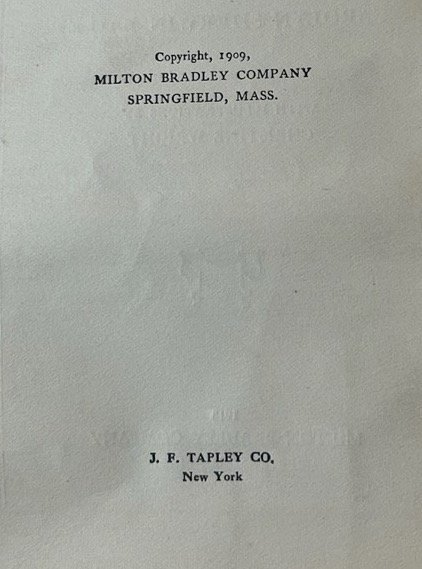 Copyright, 1909,
MILTON BRADLEY COMPANY
SPRINGFIELD, MASS.
J. F. TAPLEY CO.
New York